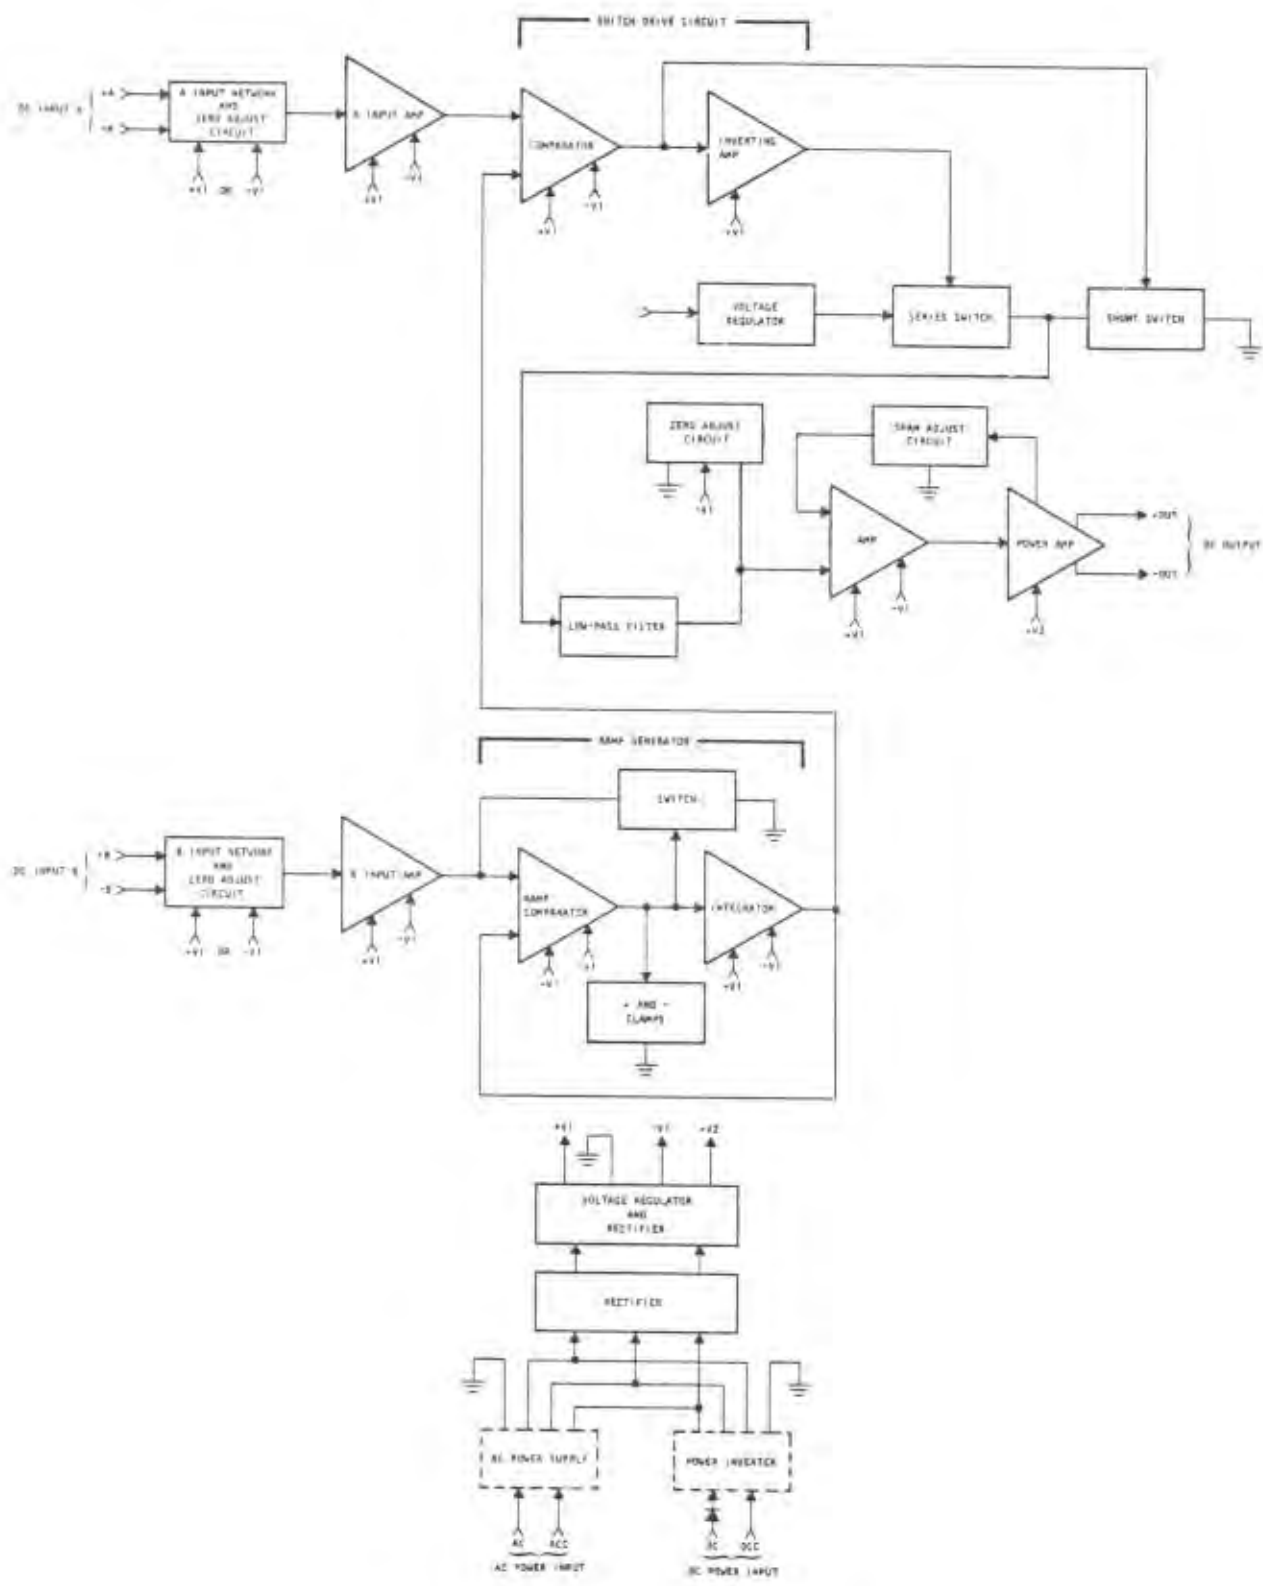 SWITCH DRIVE CIRCUIT
DC INPUT A
+A
-A
A INPUT NETWORK
AND
ZERO ADJUST
CIRCUIT
+V1 OR -V1
A INPUT AMP
+V1
-V1
COMPARATOR
+V1
-V1
INVERTING
AMP
+V1
VOLTAGE
REGULATOR
SERIES SWITCH
SHUNT SWITCH
ZERO ADJUST
CIRCUIT
-V1
SPAN ADJUST
CIRCUIT
AMP
+V1
-V1
POWER AMP
+V2
+OUT
-OUT
DC OUTPUT
LOW-PASS FILTER
RAMP GENERATOR
SWITCH
DC INPUT B
+B
-B
B INPUT NETWORK
AND
ZERO ADJUST
CIRCUIT
+V1 OR -V1
B INPUT AMP
+V1
-V1
RAMP
COMPARATOR
INTEGRATOR
+V1
-V1
+ AND -
CLAMPS
+V1
-V1
+V2
VOLTAGE REGULATOR
AND
RECTIFIER
RECTIFIER
AC POWER SUPPLY
POWER INVERTER
AC
ACC
DC
DCC
AC POWER INPUT
DC POWER INPUT